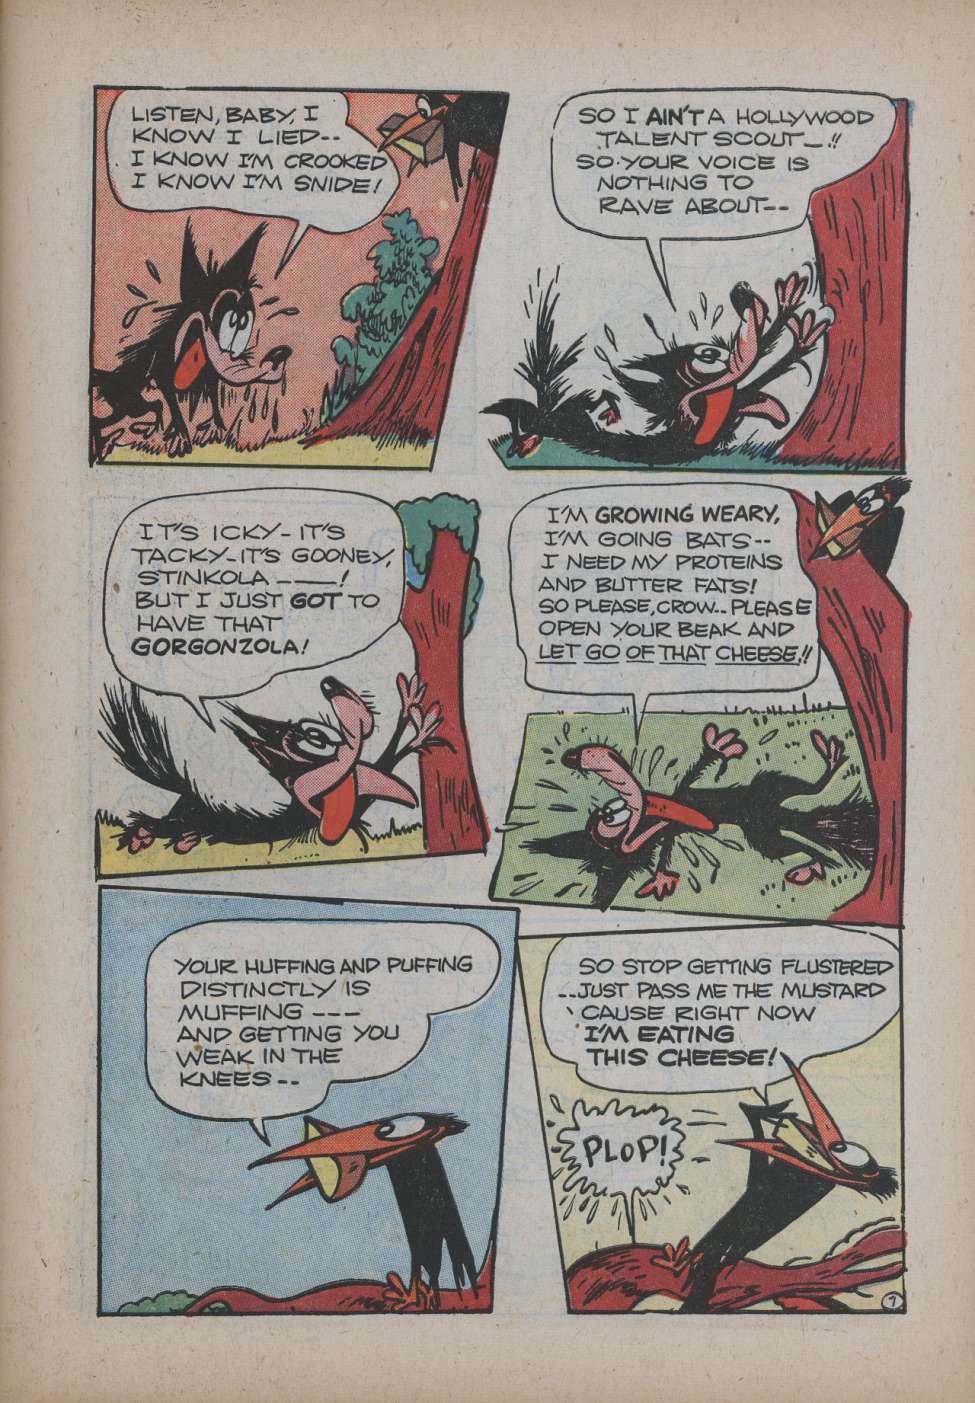 LISTEN, BABY, I
KNOW I LIED--
I KNOW I'M CROOKED
I KNOW I'M SNIDE!
SO I AIN'T A HOLLYWOOD
TALENT SCOUT_.!!
SO YOUR VOICE IS
NOTHING TO
RAVE ABOUT--
IT'S ICKY-IT'S
TACKY-IT'S GOONEY,
STINKOLA ____!
BUT I JUST GOT TO
HAVE THAT
GORGONZOLA!
I'M GROWING WEARY,
I'M GOING BATS--
I NEED MY PROTEINS
AND BUTTER FATS!
SO PLEASE, CROW.. PLEASE
OPEN YOUR BEAK AND
LET GO OF THAT CHEESE!!
YOUR HUFFING AND PUFFING
DISTINCTLY IS
MUFFING ---
AND GETTING YOU
WEAK IN THE
KNEES--
SO STOP GETTING FLUSTERED
--JUST PASS ME THE MUSTARD
'CAUSE RIGHT NOW
I'M EATING
THIS CHEESE!
PLOP!
7